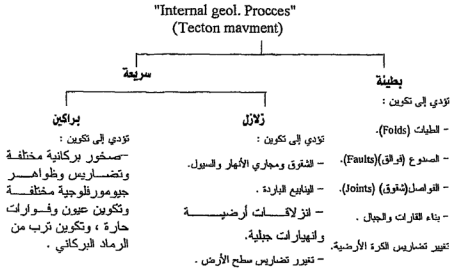 "Internal geol. Procces"
(Tecton mavment)
بطيئة
تؤدي إلى تكوين :
– الطيات (Folds).
– الصدوع (فوالق)(Faults).
– الفواصل(شقوق) (Joints)
– بناء القارات والجبال .
تغيير تضاريس الكرة الأرضية.
سريعة
زلازل
تؤدي إلى تكوين :
– الشقوق ومجاري الأنهار والسيول.
– الينابيع الباردة .
– انزلاقات أرضية
وانهيارات جبلية.
– تغيرر تضاريس سطح الأرض .
براكين
تؤدي إلى تكوين :
–صخور بركانية مختلفة
وتضاريس وظواهر
جيومورفلوجية مختلفة
وتكوين عيون وفوارات
حارة ، وتكوين ترب من
الرماد البركاني .